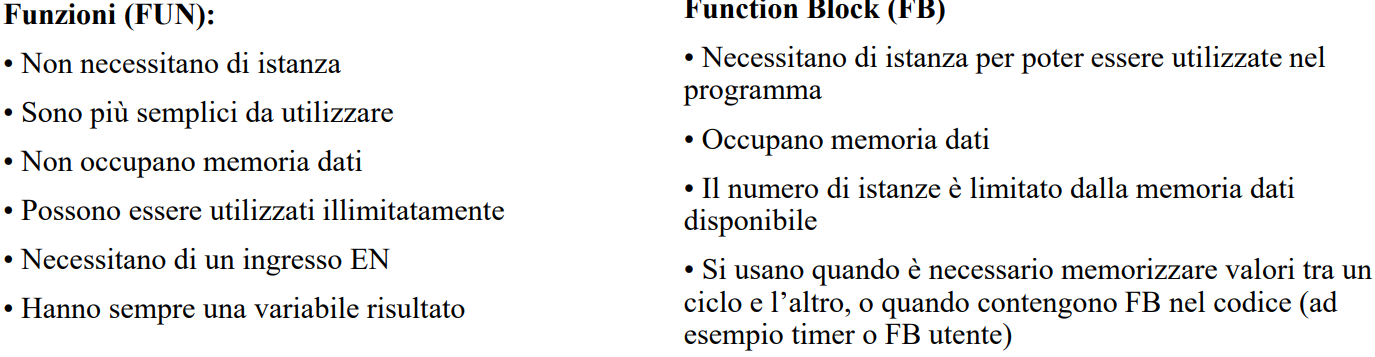 Funzioni (FUN):
• Non necessitano di istanza
• Sono più semplici da utilizzare
• Non occupano memoria dati
• Possono essere utilizzati illimitatamente
• Necessitano di un ingresso EN
• Hanno sempre una variabile risultato
Function Block (FB)
• Necessitano di istanza per poter essere utilizzate nel
programma
• Occupano memoria dati
• Il numero di istanze è limitato dalla memoria dati
disponibile
• Si usano quando è necessario memorizzare valori tra un
ciclo e l’altro, o quando contengono FB nel codice (ad
esempio timer o FB utente)